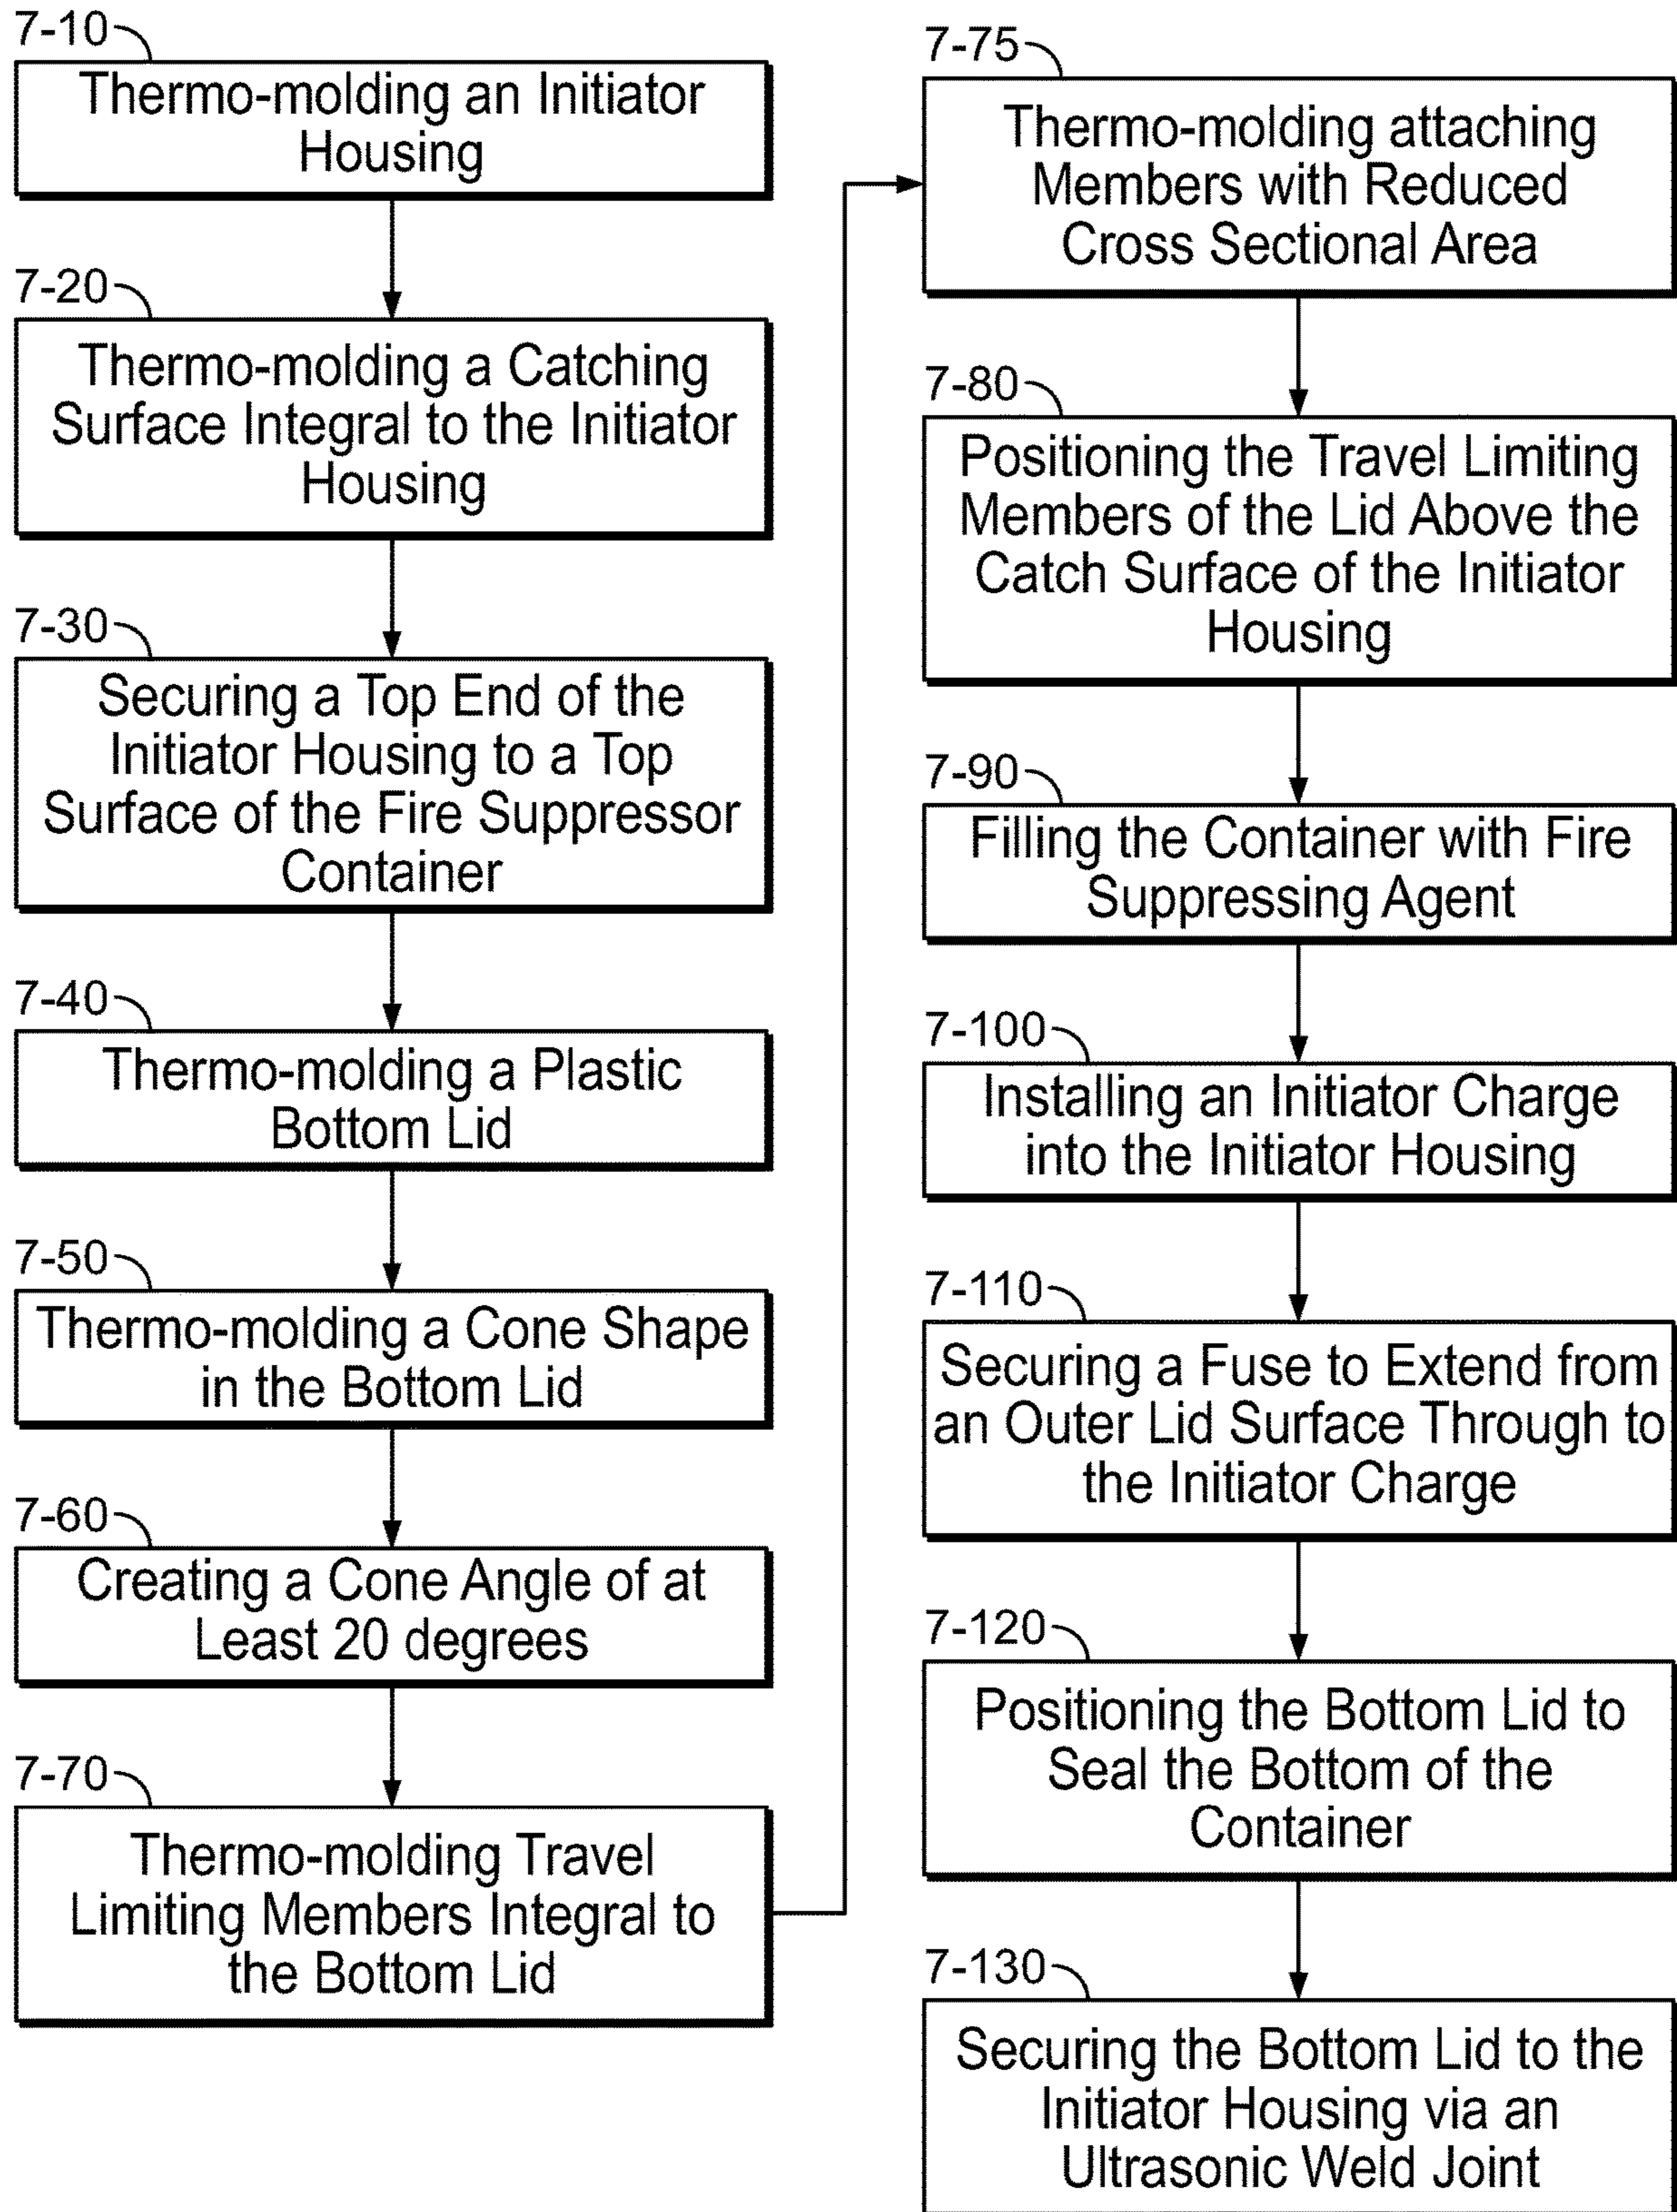 7-10
Thermo-molding an Initiator
Housing
7-20
Thermo-molding a Catching
Surface Integral to the Initiator
Housing
7-30
Securing a Top End of the
Initiator Housing to a Top
Surface of the Fire Suppressor
Container
7-40
Thermo-molding a Plastic
Bottom Lid
7-50
Thermo-molding a Cone Shape
in the Bottom Lid
7-60
Creating a Cone Angle of at
Least 20 degrees
7-70
Thermo-molding Travel
Limiting Members Integral to
the Bottom Lid
7-75
Thermo-molding attaching
Members with Reduced
Cross Sectional Area
7-80
Positioning the Travel Limiting
Members of the Lid Above the
Catch Surface of the Initiator
Housing
7-90
Filling the Container with Fire
Suppressing Agent
7-100
Installing an Initiator Charge
into the Initiator Housing
7-110
Securing a Fuse to Extend from
an Outer Lid Surface Through to
the Initiator Charge
7-120
Positioning the Bottom Lid to
Seal the Bottom of the
Container
7-130
Securing the Bottom Lid to the
Initiator Housing via an
Ultrasonic Weld Joint